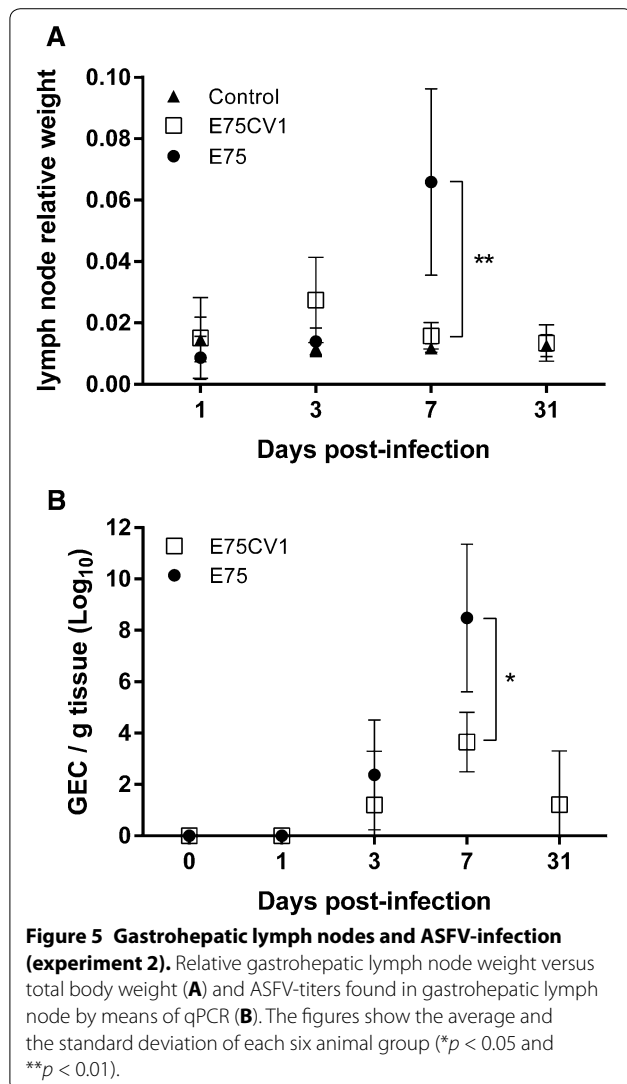 A
lymph node relative weight
0.10
0.08
0.06
0.04
0.02
0.00
Control
E75CV1
E75
**
1 3 7 31
Days post-infection
B
GEC / g tissue (Log10)
12
10
8
6
4
2
0
E75CV1
E75
*
0 1 3 7 31
Days post-infection
Figure 5 Gastrohepatic lymph nodes and ASFV-infection
(experiment 2). Relative gastrohepatic lymph node weight versus
total body weight (A) and ASFV-titers found in gastrohepatic lymph
node by means of qPCR (B). The figures show the average and
the standard deviation of each six animal group (*p < 0.05 and
**p < 0.01).